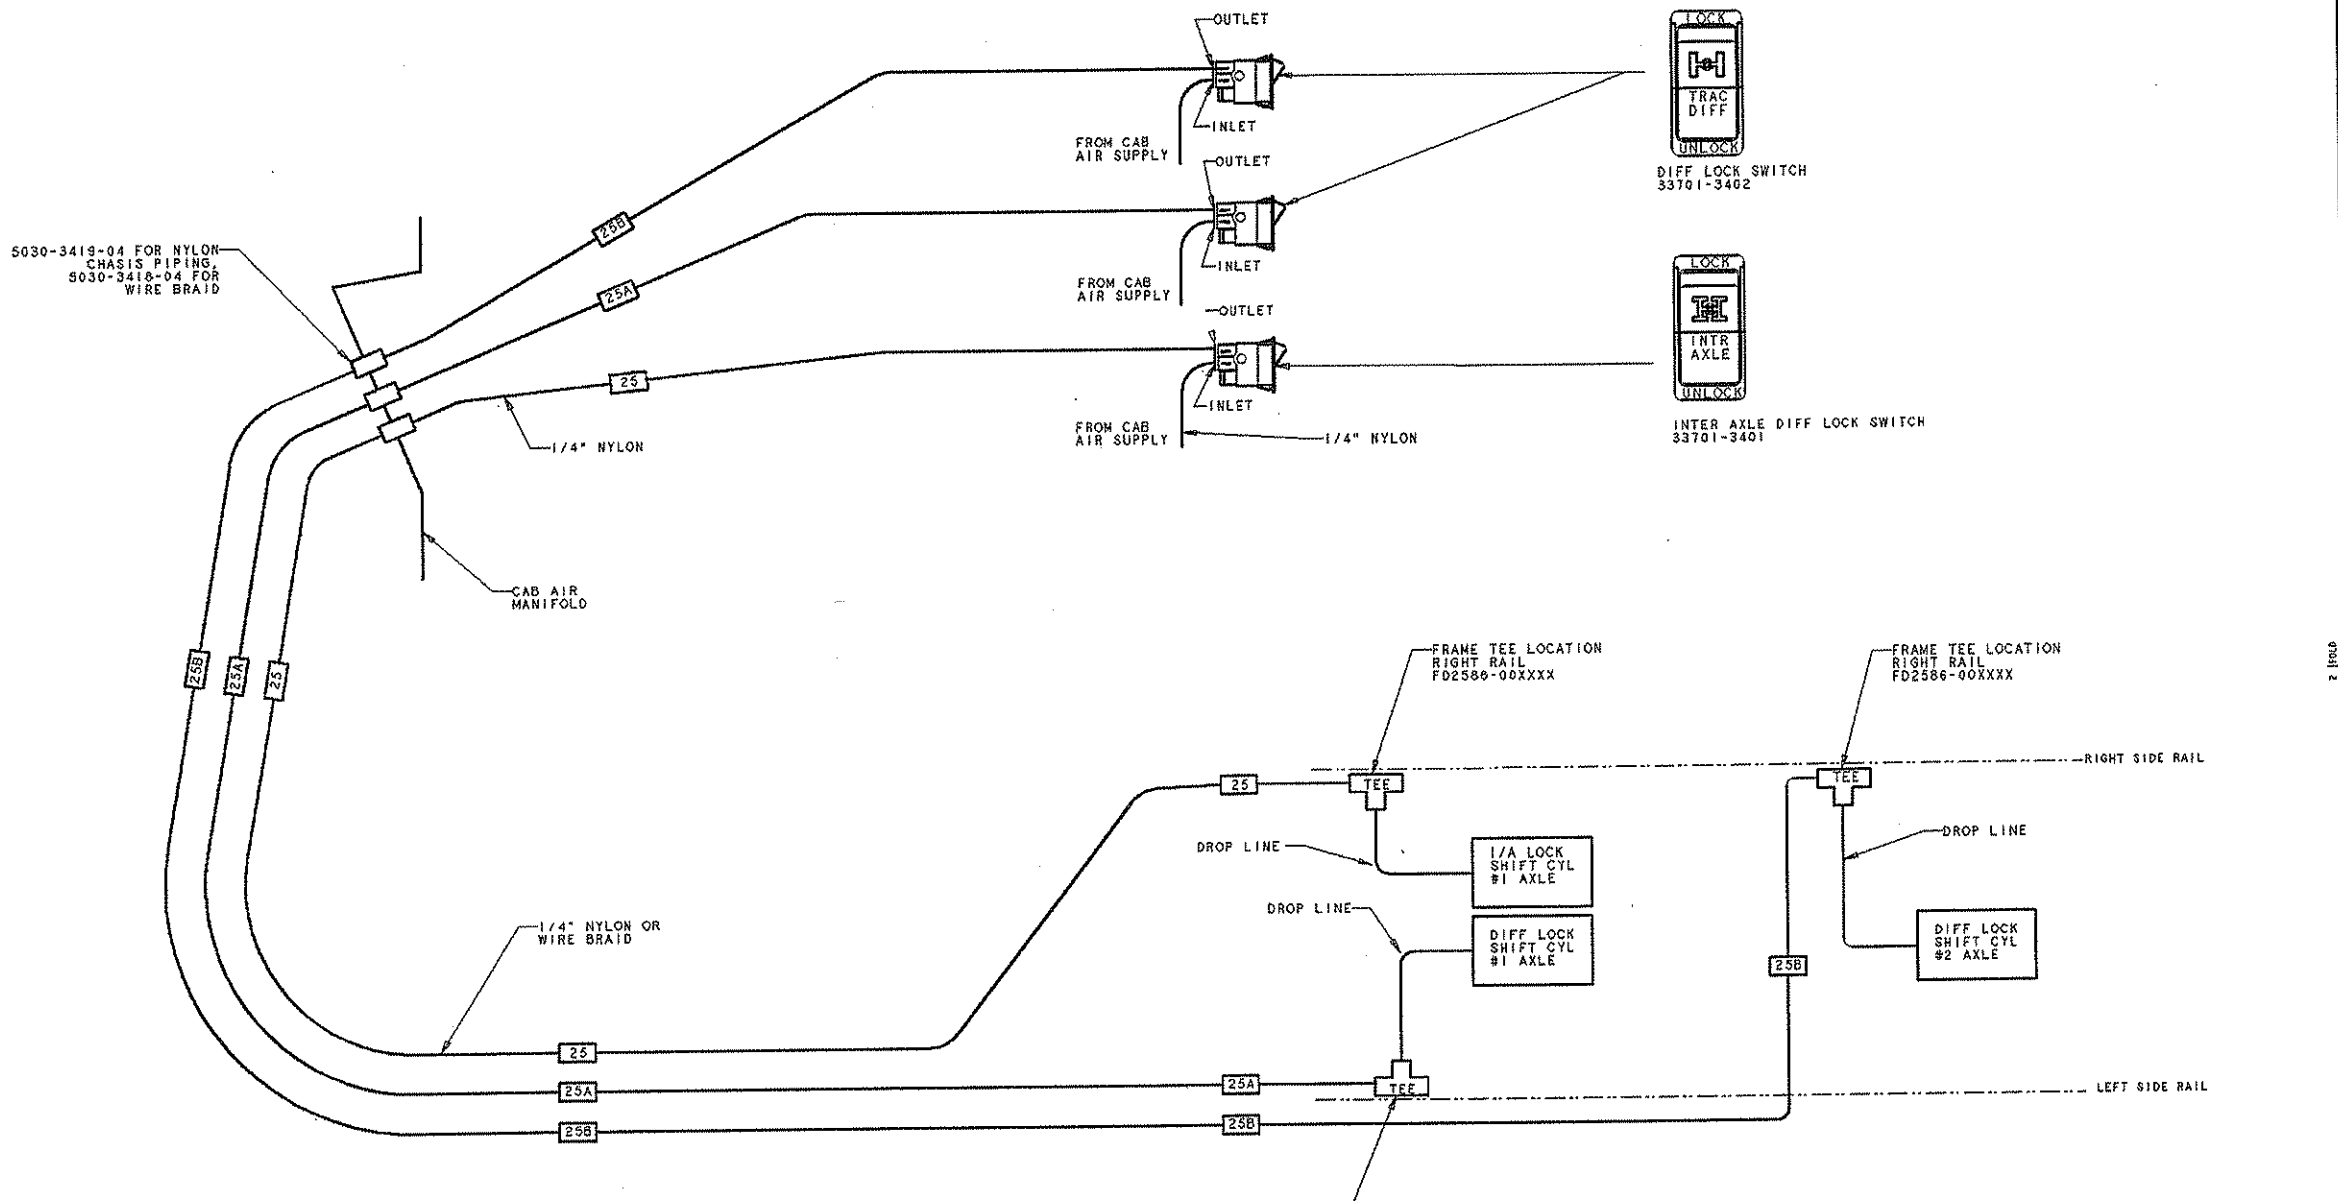 OUTLET
INLET
FROM CAB
AIR SUPPLY
LOCK
TRAC
DIFF
UNLOCK
DIFF LOCK SWITCH
33701-3402
OUTLET
INLET
FROM CAB
AIR SUPPLY
25B
25A
5030-3419-04 FOR NYLON
CHASIS PIPING,
5030-3418-04 FOR
WIRE BRAID
OUTLET
INLET
FROM CAB
AIR SUPPLY
1/4" NYLON
LOCK
INTR
AXLE
UNLOCK
INTER AXLE DIFF LOCK SWITCH
33701-3401
25
1/4" NYLON
CAB AIR
MANIFOLD
25B
25A
25
FRAME TEE LOCATION
RIGHT RAIL
FD2586-00XXXX
FRAME TEE LOCATION
RIGHT RAIL
FD2586-00XXXX
2 FOLD
RIGHT SIDE RAIL
25
TEE
TEE
DROP LINE
DROP LINE
I/A LOCK
SHIFT CYL
#1 AXLE
DROP LINE
DIFF LOCK
SHIFT CYL
#1 AXLE
DIFF LOCK
SHIFT CYL
#2 AXLE
25B
1/4" NYLON OR
WIRE BRAID
25
25A
25A
TEE
LEFT SIDE RAIL
25B
25B